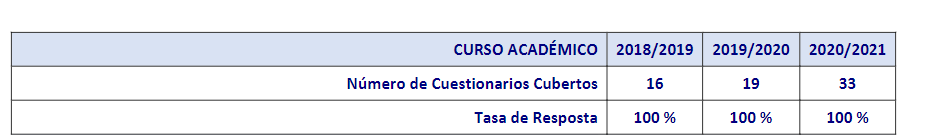 CURSO ACADÉMICO 2018/2019 2019/2020 2020/2021
Número de Cuestionarios Cubertos 16 19 33
Tasa de Resposta 100 % 100 % 100 %